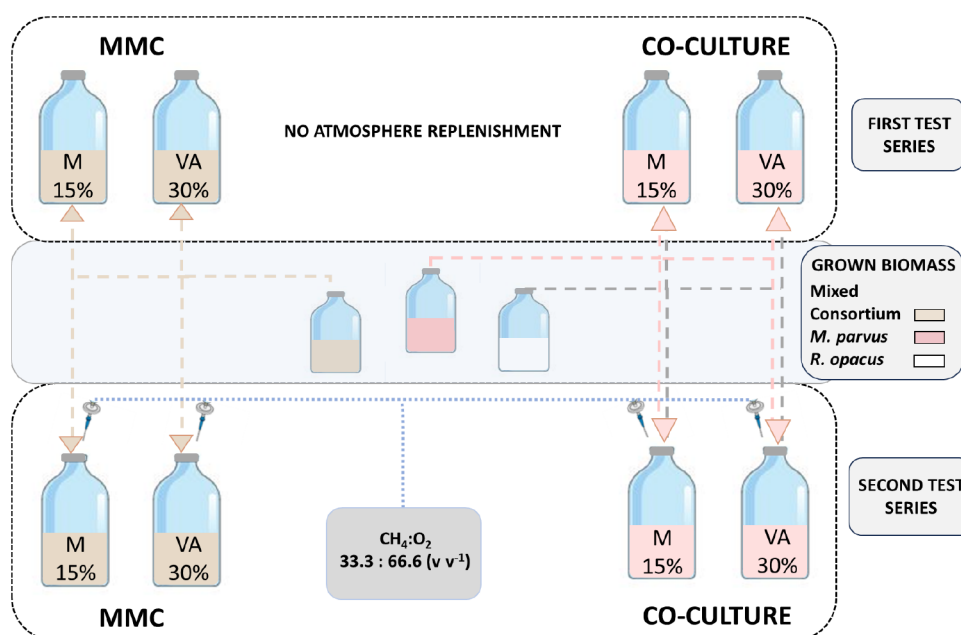 MMC
CO-CULTURE
M
15%
VA
30%
NO ATMOSPHERE REPLENISHMENT
M
15%
VA
30%
FIRST TEST
SERIES
GROWN BIOMASS
Mixed
Consortium
M. parvus
R. opacus
M
15%
VA
30%
CH₄:O₂
33.3 : 66.6 (v v⁻¹)
M
15%
VA
30%
SECOND TEST
SERIES
MMC
CO-CULTURE